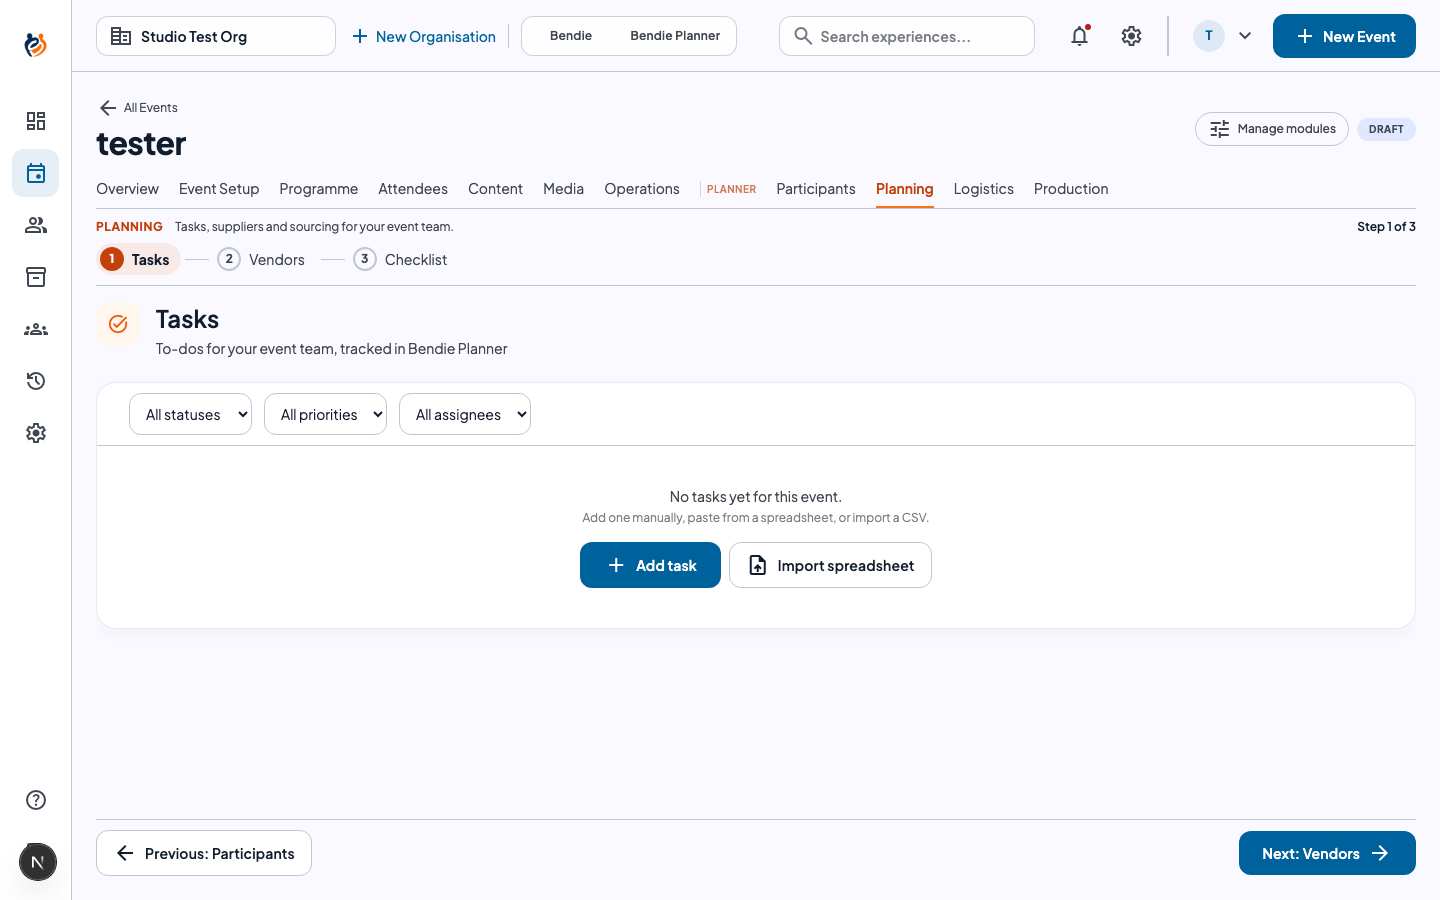 Studio Test Org
New Organisation
Bendie
Bendie Planner
Search experiences...
T
New Event
All Events
tester
Manage modules
DRAFT
Overview
Event Setup
Programme
Attendees
Content
Media
Operations
PLANNER
Participants
Planning
Logistics
Production
PLANNING
Tasks, suppliers and sourcing for your event team.
Step 1 of 3
1
Tasks
2
Vendors
3
Checklist
Tasks
To-dos for your event team, tracked in Bendie Planner
All statuses
All priorities
All assignees
No tasks yet for this event.
Add one manually, paste from a spreadsheet, or import a CSV.
Add task
Import spreadsheet
N
Previous: Participants
Next: Vendors